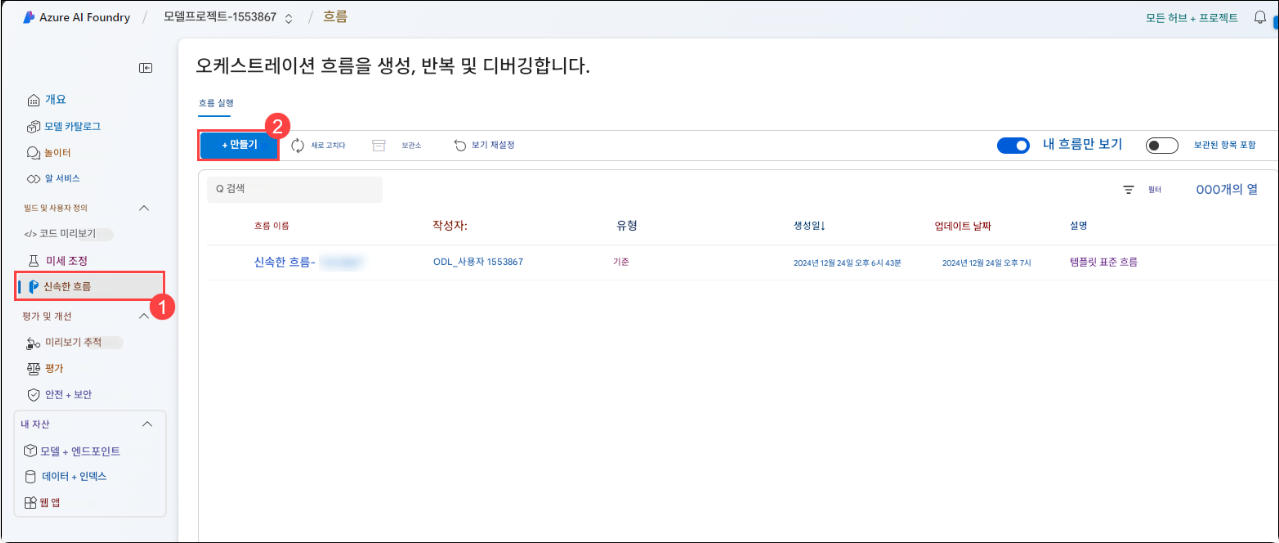 Azure AI Foundry / 모델프로젝트-1553867 / 흐름
모든 허브 + 프로젝트
오케스트레이션 흐름을 생성, 반복 및 디버깅합니다.
개요
모델 카탈로그
놀이터
알 서비스
빌드 및 사용자 정의
</> 코드 미리보기
미세 조정
신속한 흐름
1
평가 및 개선
미리보기 추적
평가
안전 + 보안
내 자산
모델 + 엔드포인트
데이터 + 인덱스
웹 앱
흐름 실행
2
+ 만들기 새로 고치다 보관소 보기 재설정 내 흐름만 보기 보관된 항목 포함
Q 검색 필터 000개의 열
흐름 이름 작성자: 유형 생성일↓ 업데이트 날짜 설명
신속한 흐름- ODL_사용자 1553867 기준 2024년 12월 24일 오후 6시 43분 2024년 12월 24일 오후 7시 템플릿 표준 흐름